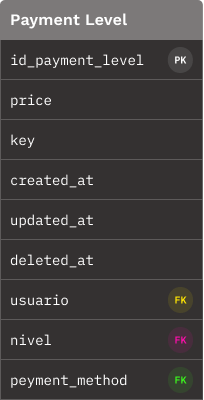 Payment Level
id_payment_level PK
price
key
created_at
updated_at
deleted_at
usuario FK
nivel FK
peyment_method FK